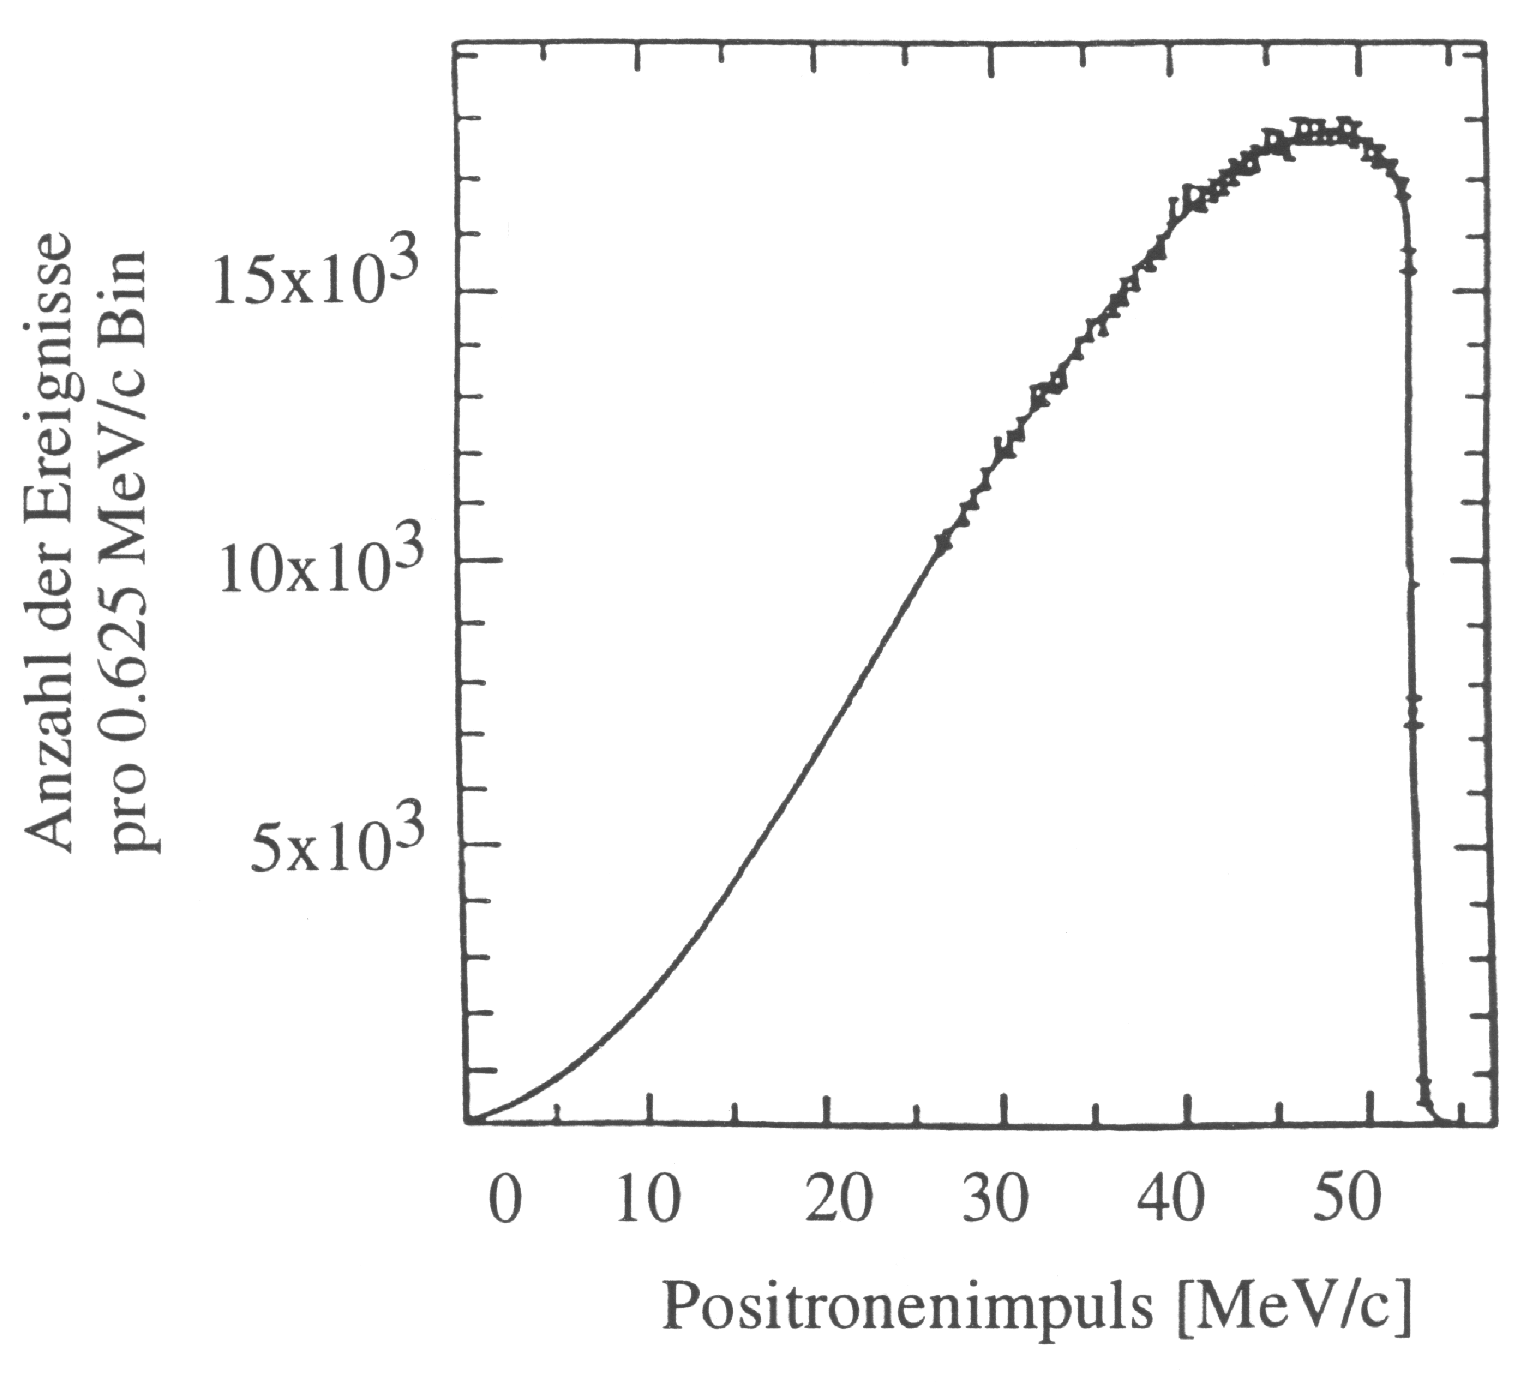 Anzahl der Ereignisse
pro 0.625 MeV/c Bin
15x10³
10x10³
5x10³
0 10 20 30 40 50
Positronenimpuls [MeV/c]